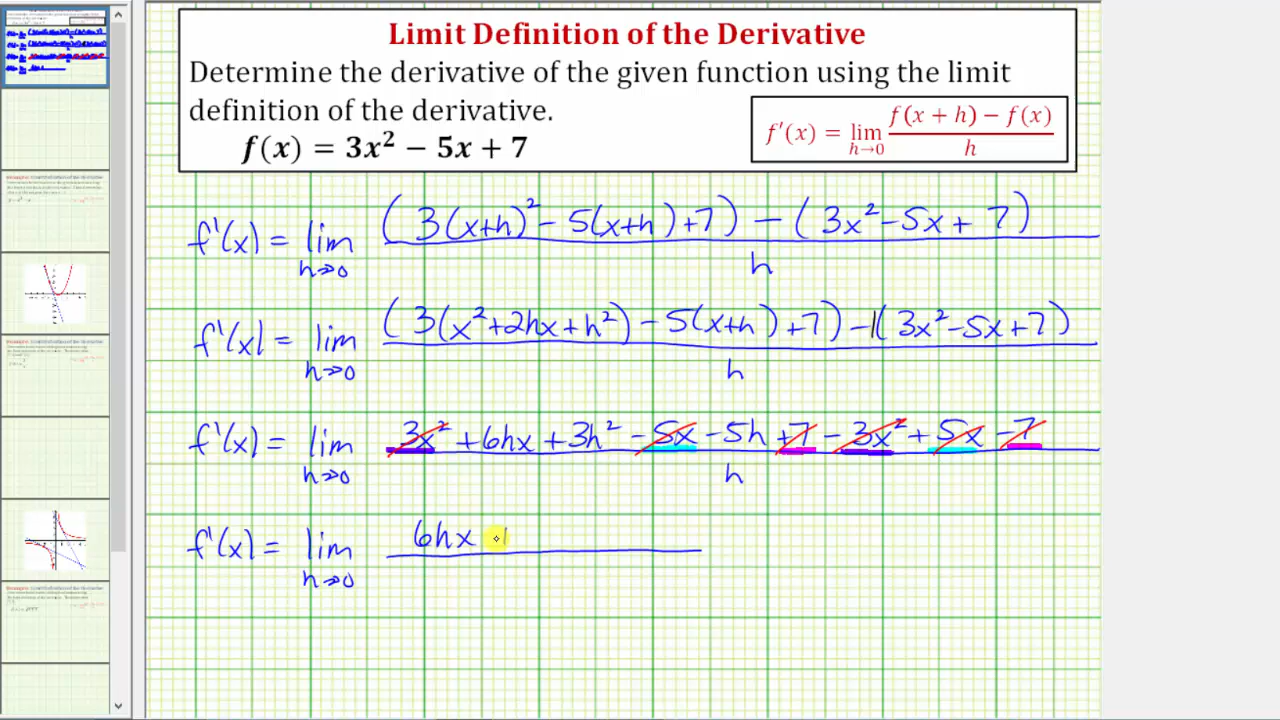 Limit Definition of the Derivative
Determine the derivative of the given function using the limit
definition of the derivative.
f(x) = 3x² − 5x + 7
f′(x) = lim h→0 f(x + h) − f(x) / h
f'(x) = lim h→0 (3(x+h)² - 5(x+h)+7) - (3x²-5x+7) / h
f'(x) = lim h→0 (3(x²+2hx+h²) - 5(x+h)+7) -1(3x²-5x+7) / h
f'(x) = lim h→0 3x² +6hx +3h² -5x -5h +7 -3x² +5x -7 / h
f'(x) = lim h→0 6hx